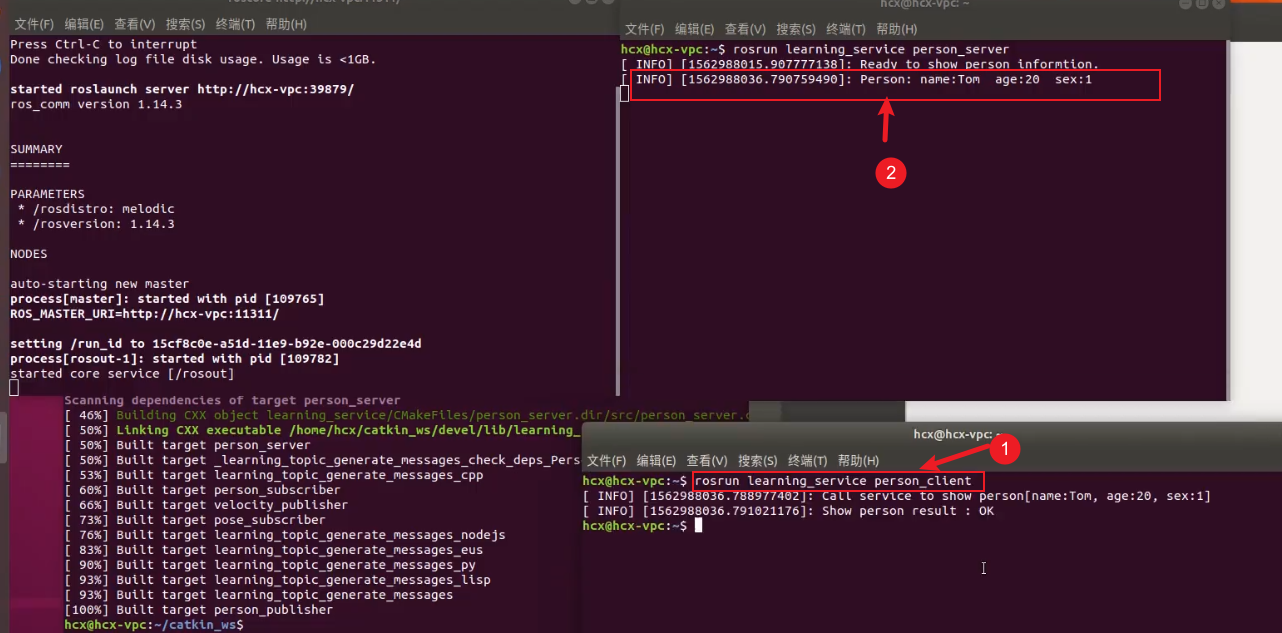 文件(F) 编辑(E) 查看(V) 搜索(S) 终端(T) 帮助(H)
Press Ctrl-C to interrupt
Done checking log file disk usage. Usage is <1GB.
started roslaunch server http://hcx-vpc:39879/
ros_comm version 1.14.3
SUMMARY
========
PARAMETERS
* /rosdistro: melodic
* /rosversion: 1.14.3
NODES
auto-starting new master
process[master]: started with pid [109765]
ROS_MASTER_URI=http://hcx-vpc:11311/
setting /run_id to 15cf8c0e-a51d-11e9-b92e-000c29d22e4d
process[rosout-1]: started with pid [109782]
started core service [/rosout]
hcx@hcx-vpc: ~
文件(F) 编辑(E) 查看(V) 搜索(S) 终端(T) 帮助(H)
hcx@hcx-vpc:~$ rosrun learning_service person_server
[ INFO] [1562988015.907777138]: Ready to show person informtion.
[ INFO] [1562988036.790759490]: Person: name:Tom  age:20  sex:1
2
Scanning dependencies of target person_server
[ 46%] Building CXX object learning_service/CMakeFiles/person_server.dir/src/person_server.c
[ 50%] Linking CXX executable /home/hcx/catkin_ws/devel/lib/learning_
[ 50%] Built target person_server
[ 50%] Built target _learning_topic_generate_messages_check_deps_Pers
[ 53%] Built target learning_topic_generate_messages_cpp
[ 60%] Built target person_subscriber
[ 66%] Built target velocity_publisher
[ 73%] Built target pose_subscriber
[ 76%] Built target learning_topic_generate_messages_nodejs
[ 83%] Built target learning_topic_generate_messages_eus
[ 90%] Built target learning_topic_generate_messages_py
[ 93%] Built target learning_topic_generate_messages_lisp
[ 93%] Built target learning_topic_generate_messages
[100%] Built target person_publisher
hcx@hcx-vpc:~/catkin_ws$
hcx@hcx-vpc: ~
1
文件(F) 编辑(E) 查看(V) 搜索(S) 终端(T) 帮助(H)
hcx@hcx-vpc:~$ rosrun learning_service person_client
[ INFO] [1562988036.788977402]: Call service to show person[name:Tom, age:20, sex:1]
[ INFO] [1562988036.791021176]: Show person result : OK
hcx@hcx-vpc:~$